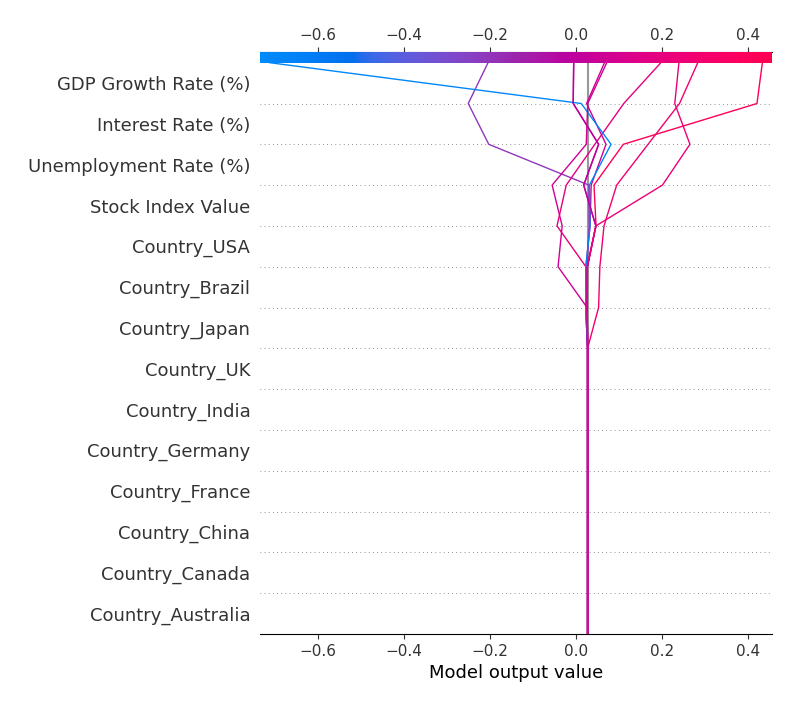 −0.6 −0.4 −0.2 0.0 0.2 0.4
GDP Growth Rate (%)
Interest Rate (%)
Unemployment Rate (%)
Stock Index Value
Country_USA
Country_Brazil
Country_Japan
Country_UK
Country_India
Country_Germany
Country_France
Country_China
Country_Canada
Country_Australia
−0.6 −0.4 −0.2 0.0 0.2 0.4
Model output value